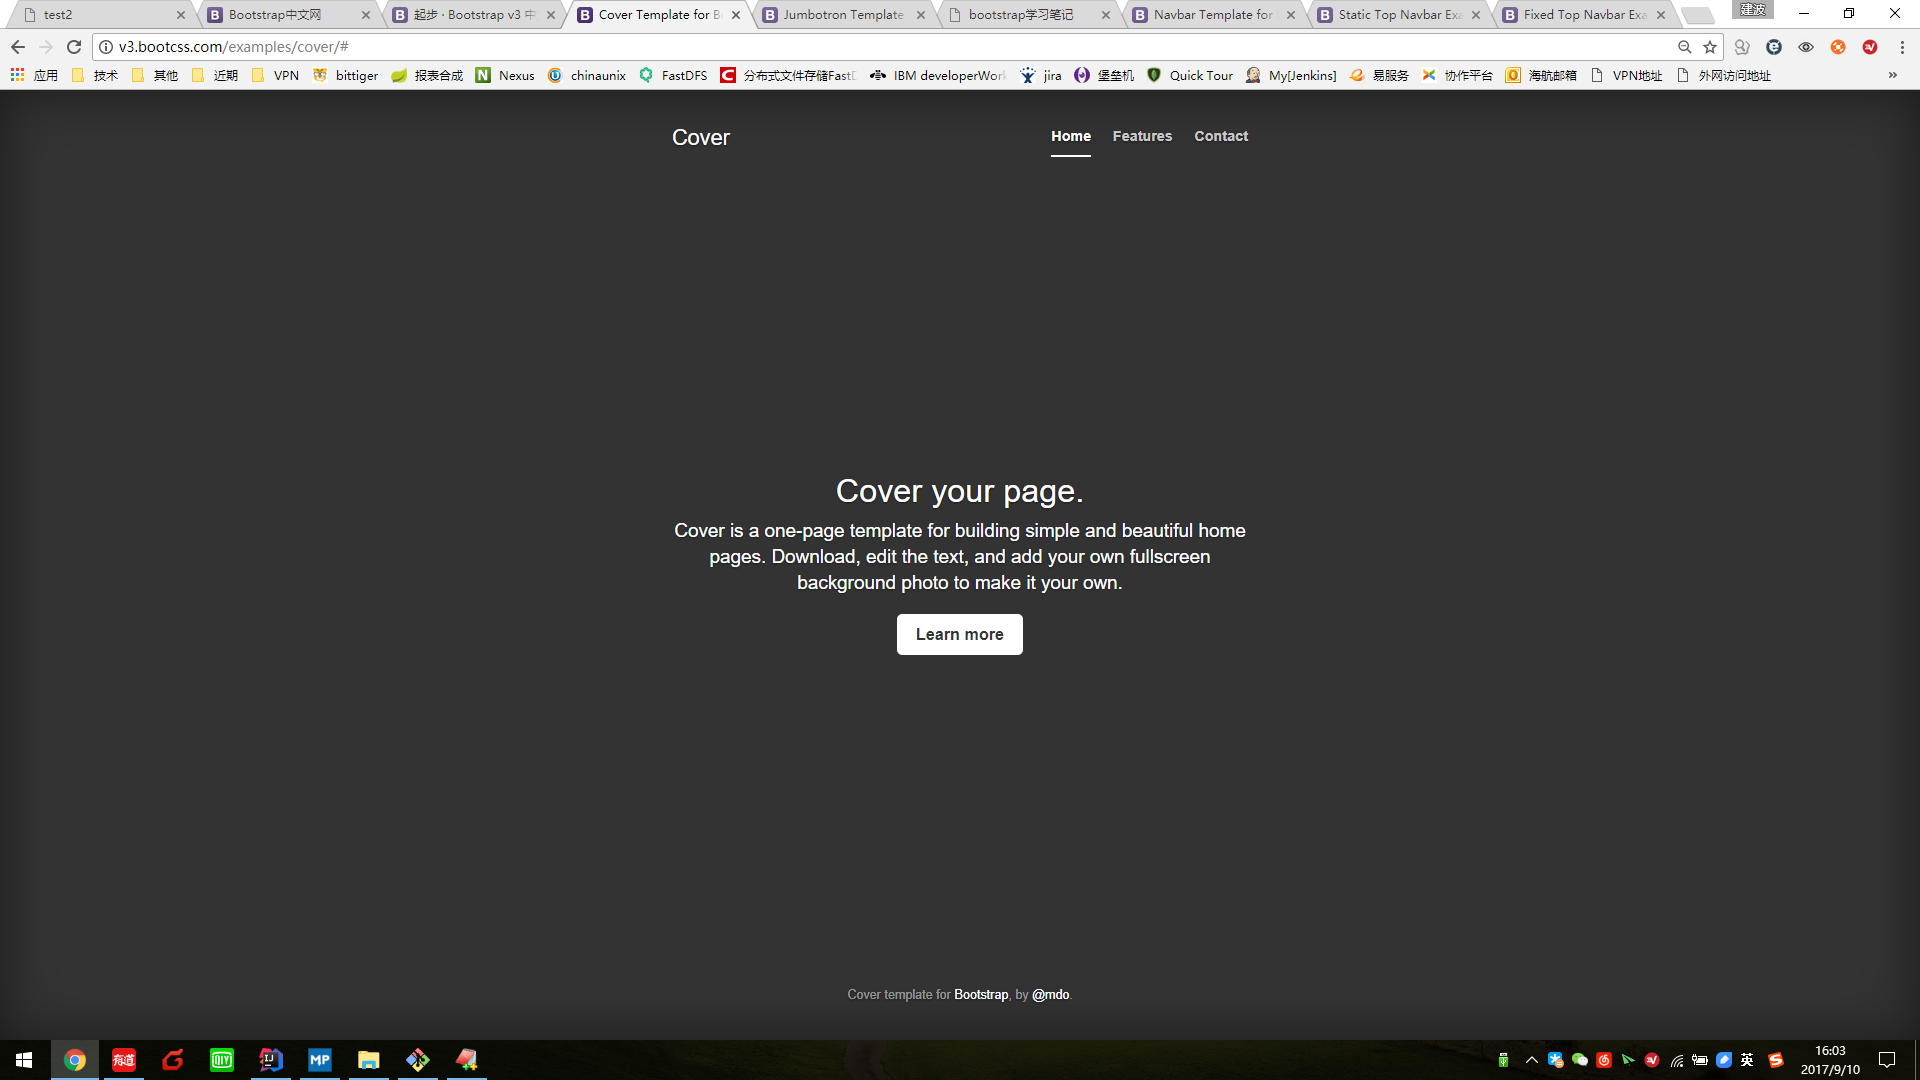 test2
Bootstrap中文网
起步 · Bootstrap v3 中
Cover Template for B
Jumbotron Template
bootstrap学习笔记
Navbar Template for
Static Top Navbar Exa
Fixed Top Navbar Exa
建波
v3.bootcss.com/examples/cover/#
应用
技术
其他
近期
VPN
bittiger
报表合成
Nexus
chinaunix
FastDFS
分布式文件存储FastD
IBM developerWork
jira
堡垒机
Quick Tour
My[Jenkins]
易服务
协作平台
海航邮箱
VPN地址
外网访问地址
Cover
Home
Features
Contact
Cover your page.
Cover is a one-page template for building simple and beautiful home
pages. Download, edit the text, and add your own fullscreen
background photo to make it your own.
Learn more
Cover template for Bootstrap, by @mdo.
有道
QIY
IJ
MP
英
16:03
2017/9/10